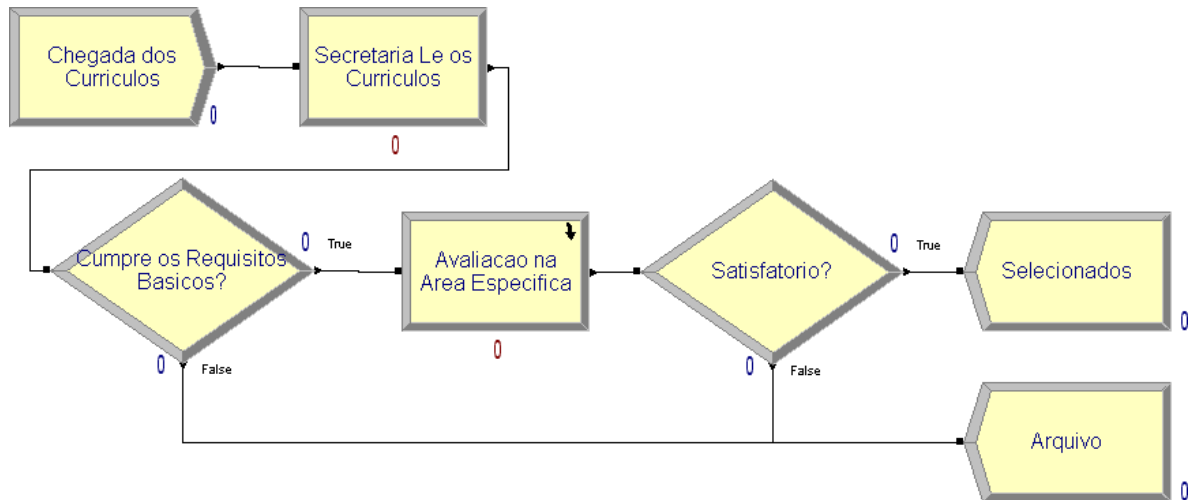 Chegada dos
Curriculos
0
Secretaria Le os
Curriculos
0
Cumpre os Requisitos
Basicos?
0
True
0
False
Avaliacao na
Area Especifica
0
Satisfatorio?
0
True
0
False
Selecionados
0
Arquivo
0